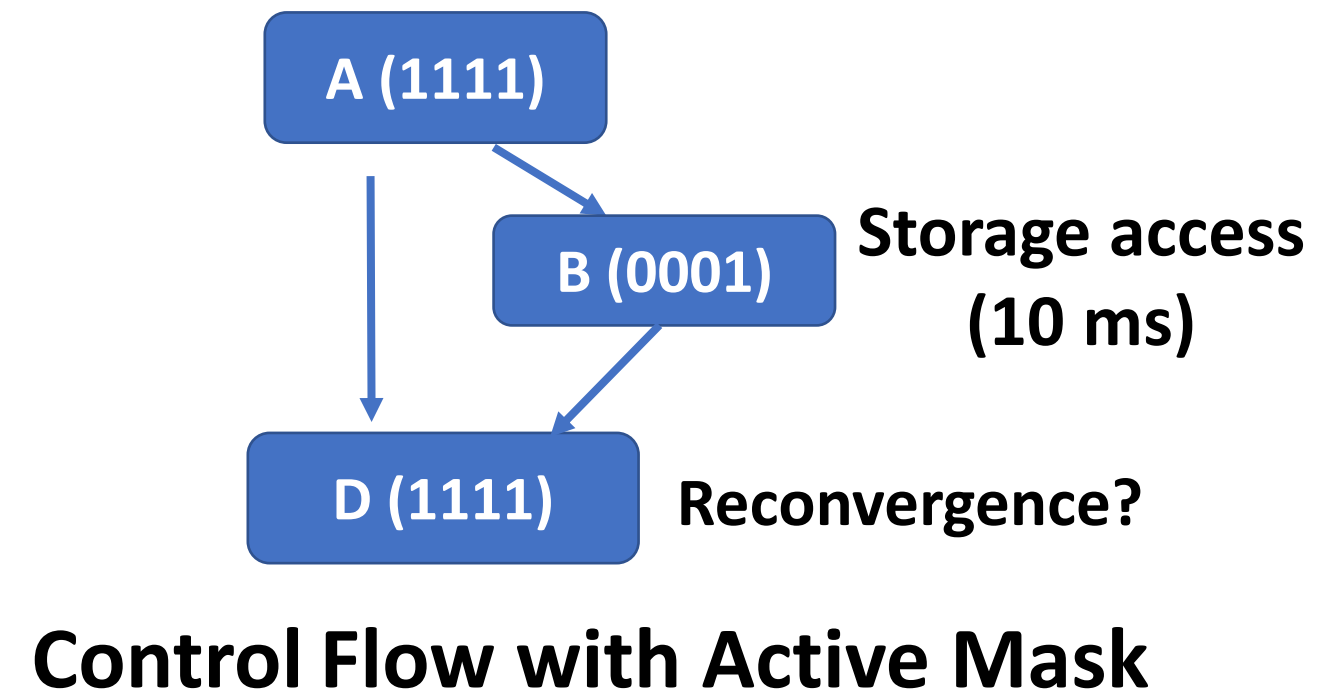 A (1111)
B (0001)
Storage access
(10 ms)
D (1111)
Reconvergence?
Control Flow with Active Mask